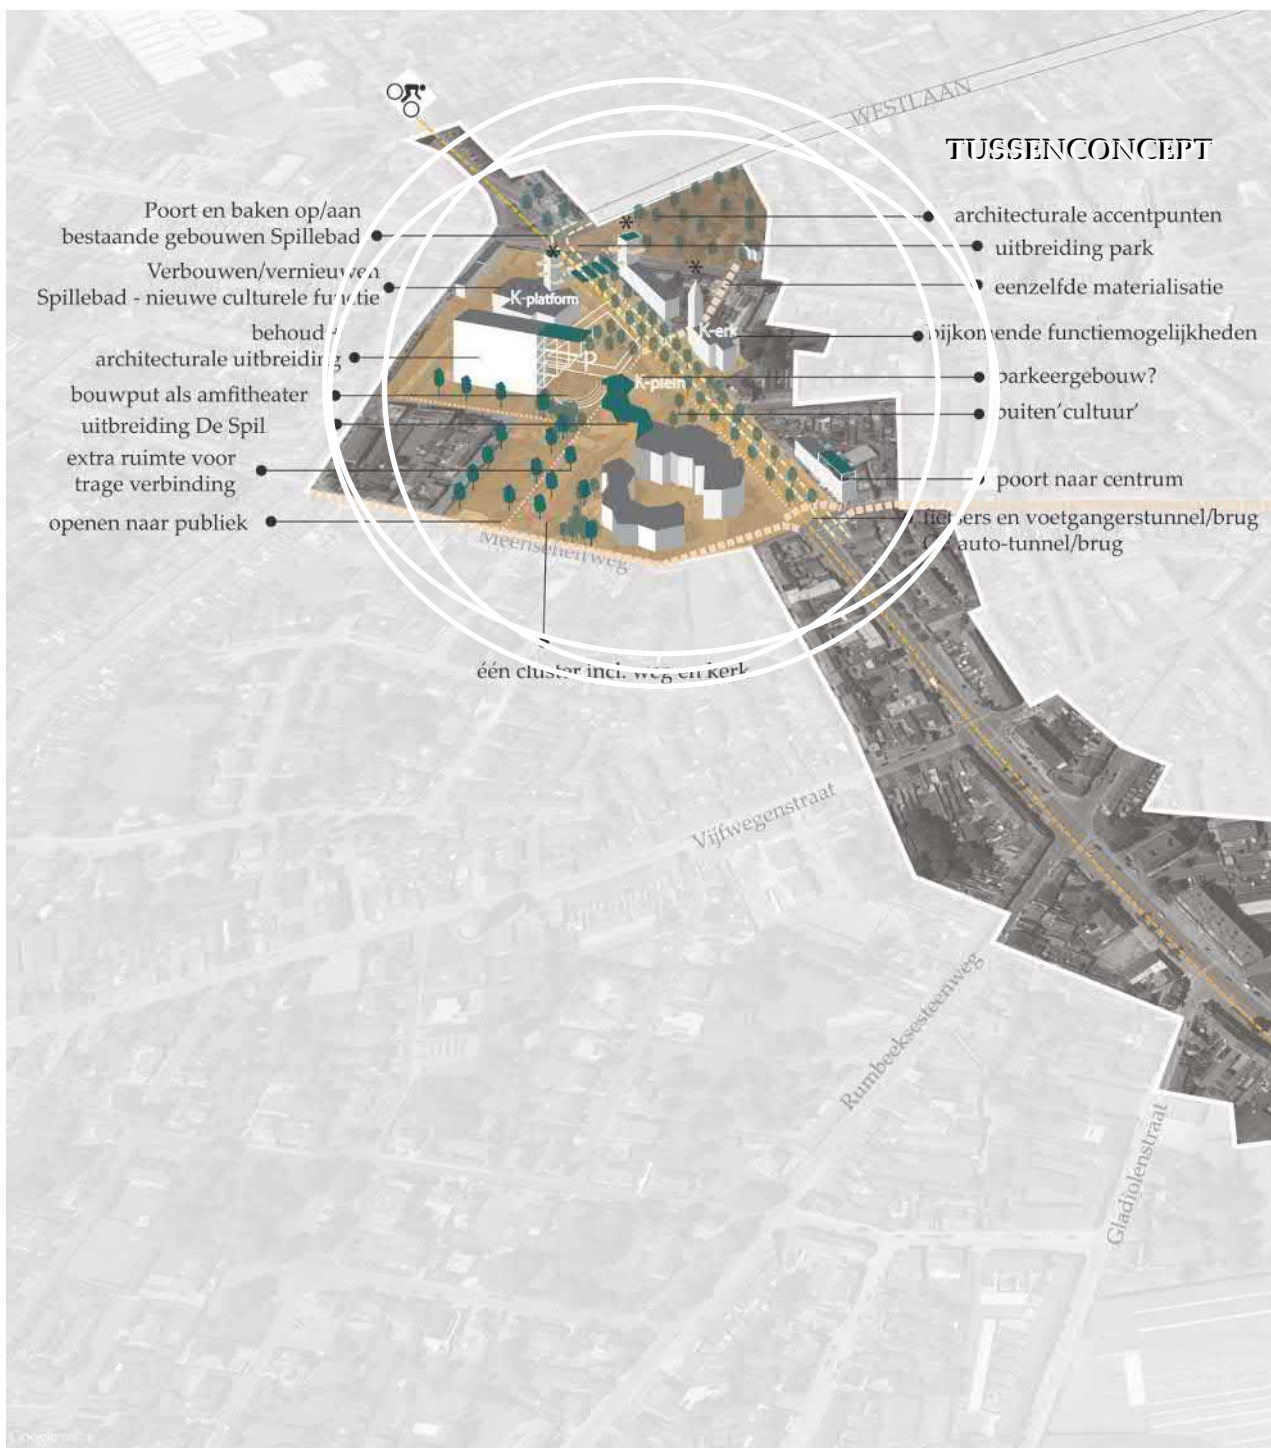 WESTLAAN
TUSSENCONCEPT
Poort en baken op/aan
bestaande gebouwen Spillebad
Verbouwen/vernieuwen
Spillebad - nieuwe culturele functie
behoud +
architecturale uitbreiding
bouwput als amfitheater
uitbreiding De Spil
extra ruimte voor
trage verbinding
openen naar publiek
K-platform
K-erk
P
K-plein
architecturale accentpunten
uitbreiding park
eenzelfde materialisatie
bijkomende functiemogelijkheden
parkeergebouw?
buiten'cultuur'
poort naar centrum
fietsers en voetgangerstunnel/brug
auto-tunnel/brug
één cluster incl. weg en kerk
Vijfwegenstraat
Rumbeeksesteenweg
Gladiolenstraat